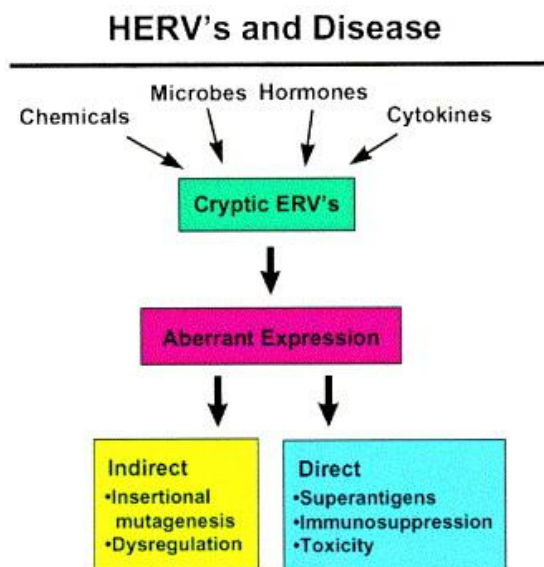 HERV's and Disease
Microbes Hormones
Chemicals
Cytokines
Cryptic ERV's
Aberrant Expression
Indirect
•Insertional
mutagenesis
•Dysregulation
Direct
•Superantigens
•Immunosuppression
•Toxicity